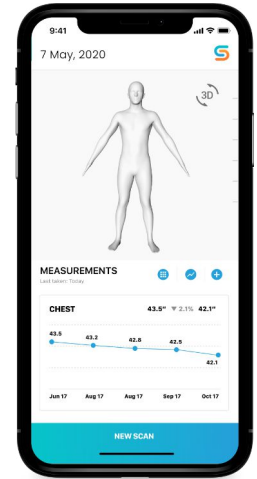 9:41
7 May, 2020
3D
MEASUREMENTS
Last taken: Today
CHEST 43.5" ▼ 2.1% 42.1"
43.5
43.2
42.8
42.5
42.1
Jun 17 Aug 17 Aug 17 Sep 17 Oct 17
NEW SCAN